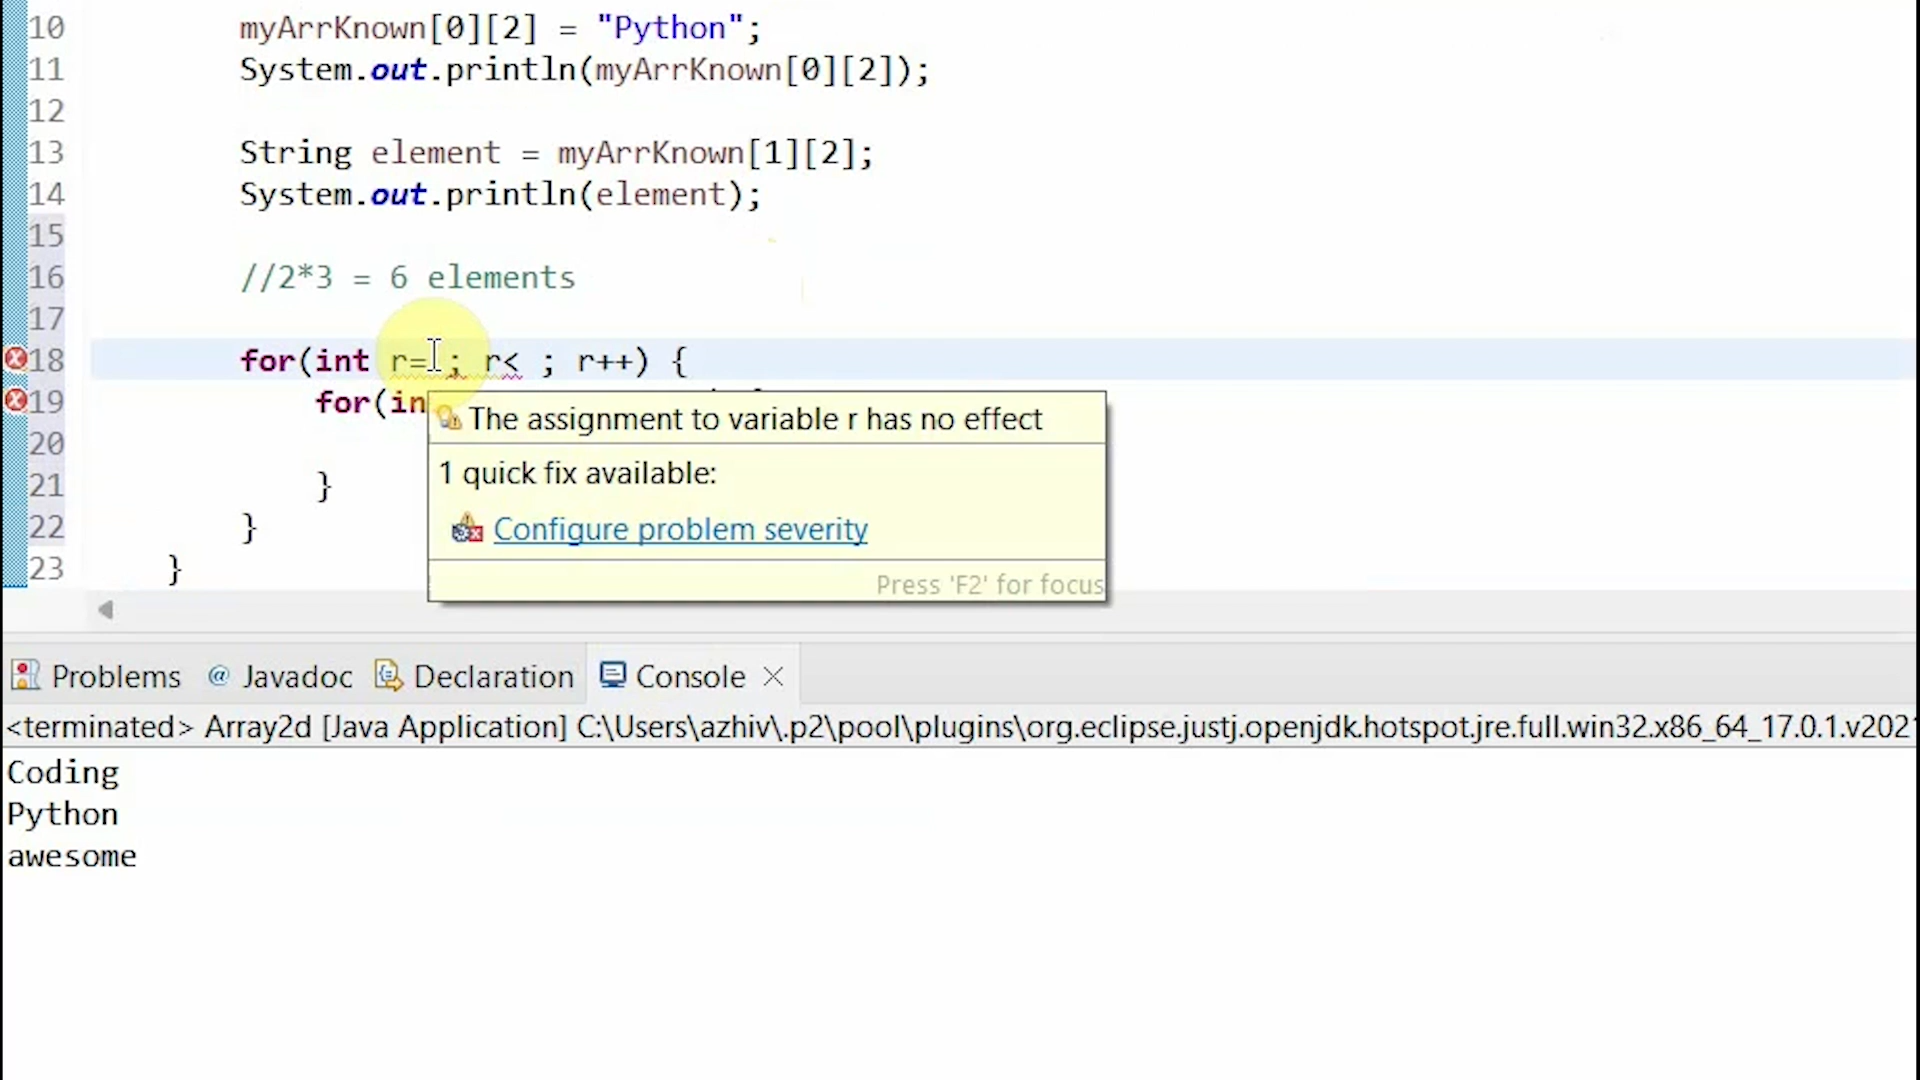 10 myArrKnown[0][2] = "Python";
11 System.out.println(myArrKnown[0][2]);
12
13 String element = myArrKnown[1][2];
14 System.out.println(element);
15
16 //2*3 = 6 elements
17
18 for(int r= ; r< ; r++) {
19 for(in
The assignment to variable r has no effect
20
1 quick fix available:
21 }
Configure problem severity
22 }
23 }
Press 'F2' for focus
Problems @ Javadoc Declaration Console
<terminated> Array2d [Java Application] C:\Users\azhiv\.p2\pool\plugins\org.eclipse.justj.openjdk.hotspot.jre.full.win32.x86_64_17.0.1.v202
Coding
Python
awesome